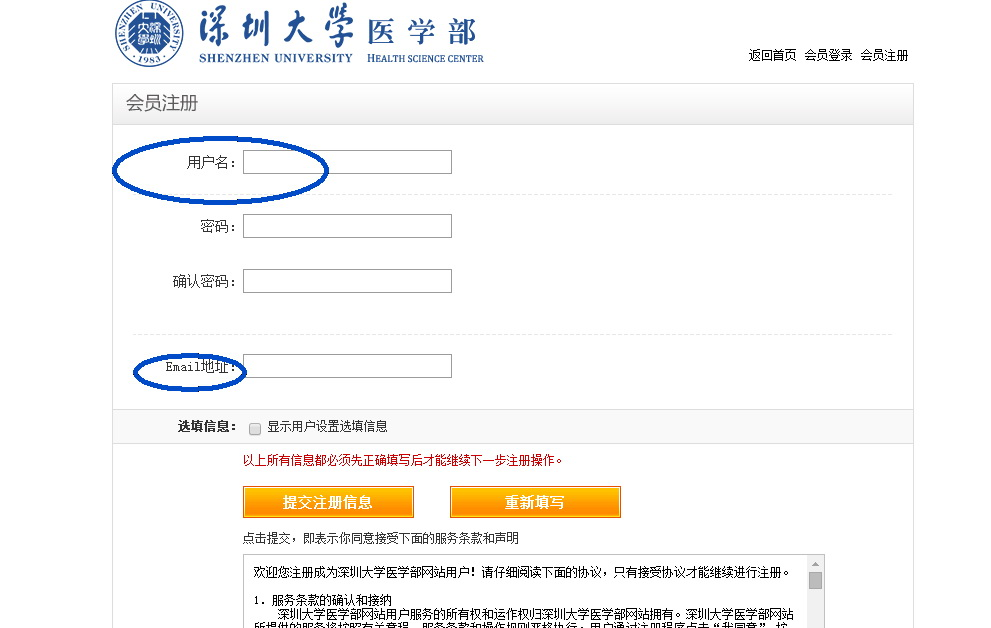 SHENZHEN UNIVERSITY
1983
深圳大学 医学部
SHENZHEN UNIVERSITY HEALTH SCIENCE CENTER
返回首页 会员登录 会员注册
会员注册
用户名：
密码：
确认密码：
Email地址：
选填信息： 显示用户设置选填信息
以上所有信息都必须先正确填写后才能继续下一步注册操作。
提交注册信息 重新填写
点击提交，即表示你同意接受下面的服务条款和声明
欢迎您注册成为深圳大学医学部网站用户！请仔细阅读下面的协议，只有接受协议才能继续进行注册。
1．服务条款的确认和接纳
深圳大学医学部网站用户服务的所有权和运作权归深圳大学医学部网站拥有。深圳大学医学部网站
所提供的服务将按照有关章程、服务条款和操作规则严格执行。用户通过注册程序点击“我同意” 按